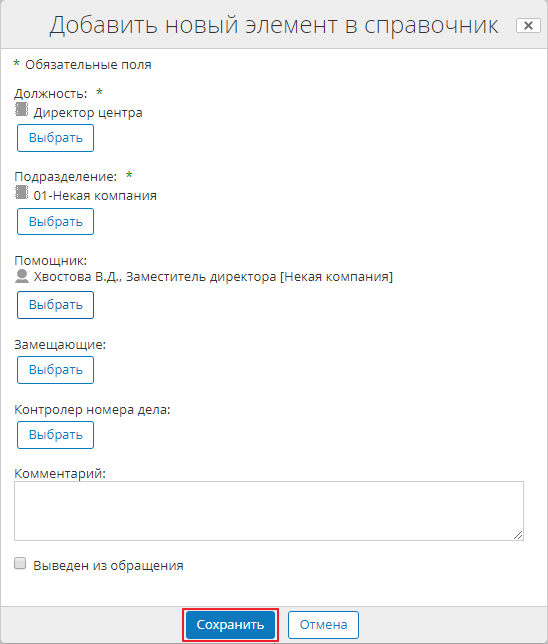 Добавить новый элемент в справочник
* Обязательные поля
Должность: *
Директор центра
Выбрать
Подразделение: *
01-Некая компания
Выбрать
Помощник:
Хвостова В.Д., Заместитель директора [Некая компания]
Выбрать
Замещающие:
Выбрать
Контролер номера дела:
Выбрать
Комментарий:
Выведен из обращения
Сохранить Отмена